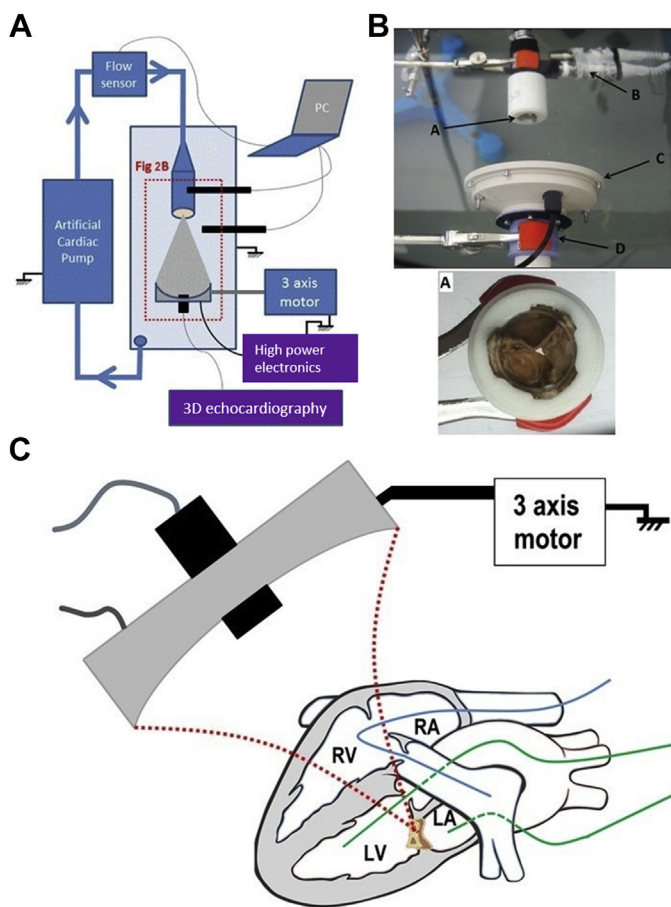 A
Flow
sensor
PC
Fig 2B
Artificial
Cardiac
Pump
3 axis
motor
High power
electronics
3D echocardiography
B
A
B
C
D
A
C
3 axis
motor
RV
RA
LA
LV